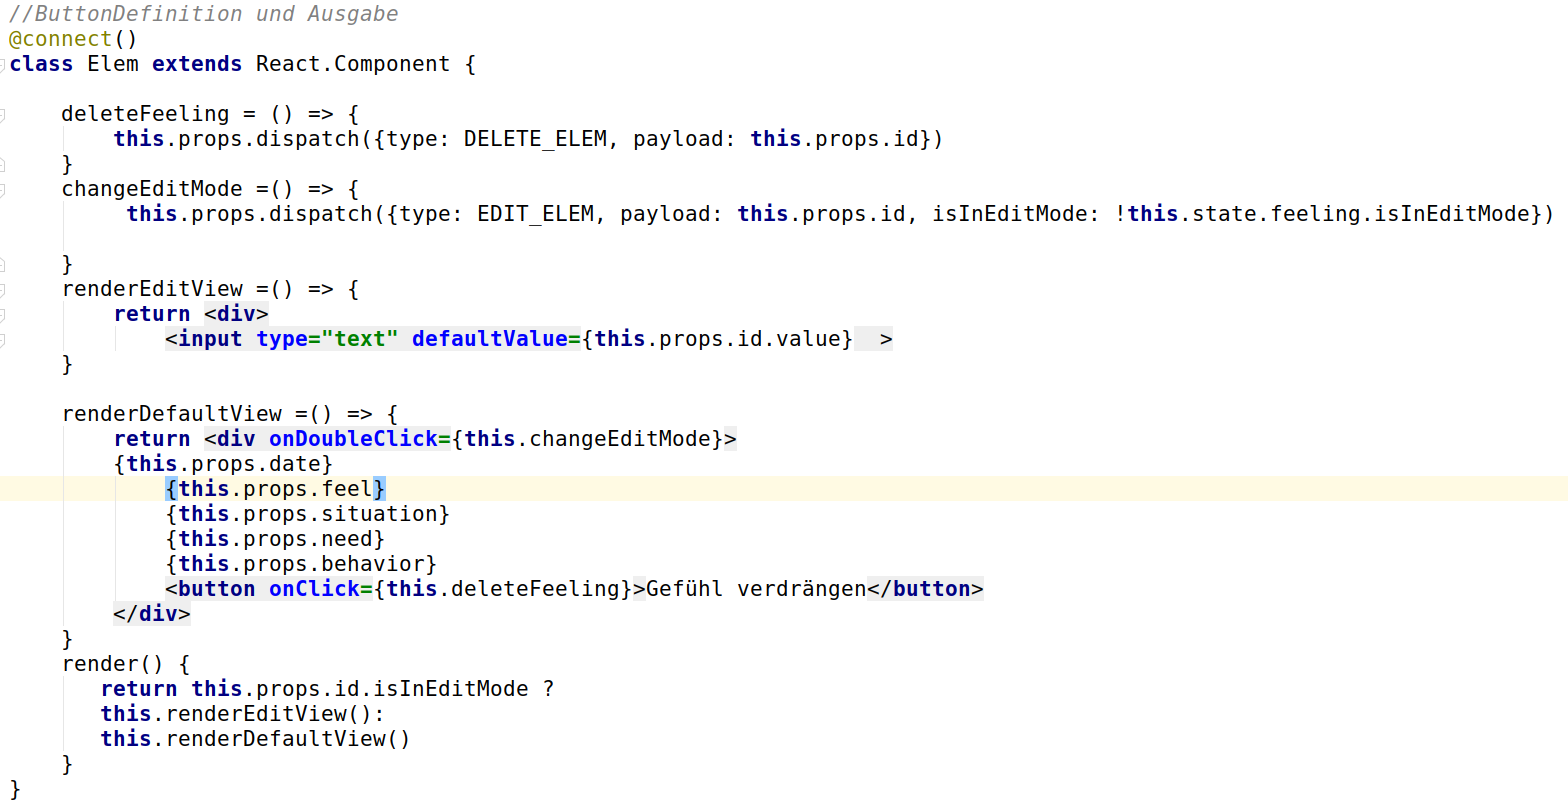 //ButtonDefinition und Ausgabe
@connect()
class Elem extends React.Component {
    deleteFeeling = () => {
        this.props.dispatch({type: DELETE_ELEM, payload: this.props.id})
    }
    changeEditMode =() => {
         this.props.dispatch({type: EDIT_ELEM, payload: this.props.id, isInEditMode: !this.state.feeling.isInEditMode})
    }
    renderEditView =() => {
        return <div>
            <input type="text" defaultValue={this.props.id.value}  >
    }
    renderDefaultView =() => {
        return <div onDoubleClick={this.changeEditMode}>
        {this.props.date}
            {this.props.feel}
            {this.props.situation}
            {this.props.need}
            {this.props.behavior}
            <button onClick={this.deleteFeeling}>Gefühl verdrängen</button>
        </div>
    }
    render() {
       return this.props.id.isInEditMode ?
       this.renderEditView():
       this.renderDefaultView()
    }
}